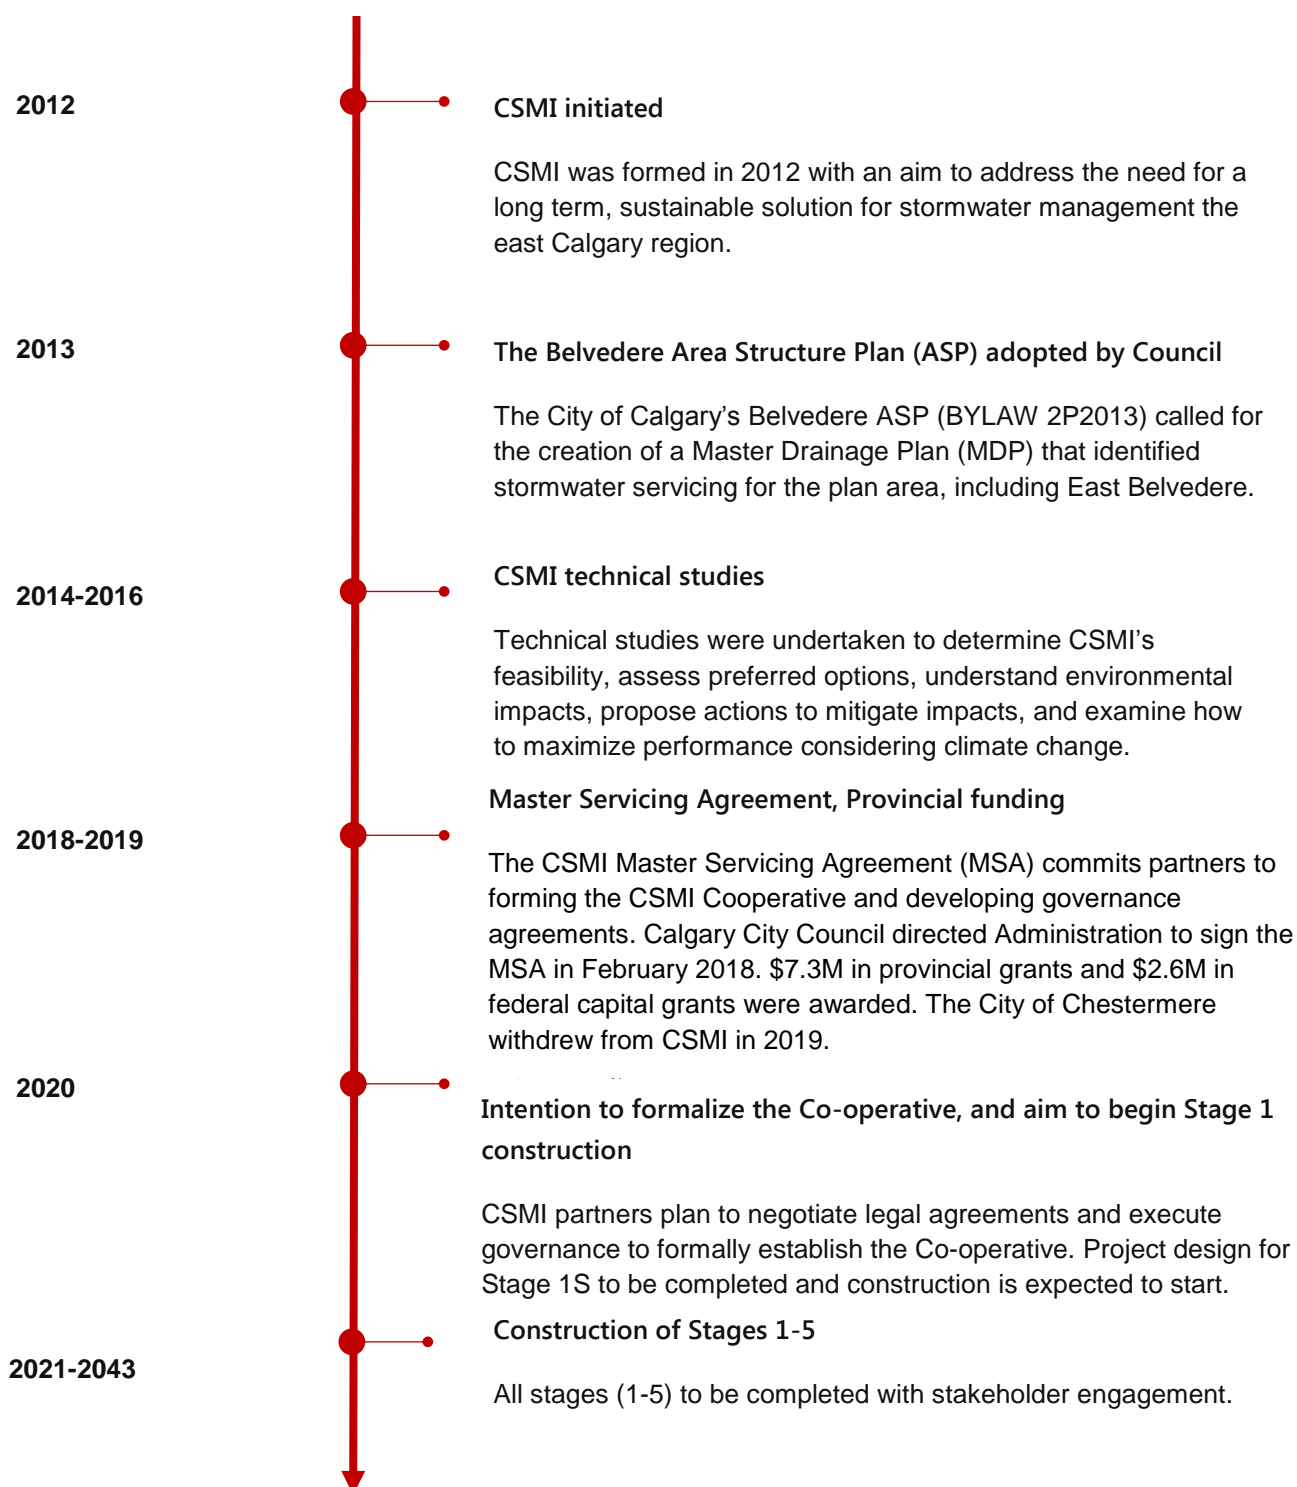 2012
CSMI initiated
CSMI was formed in 2012 with an aim to address the need for a
long term, sustainable solution for stormwater management the
east Calgary region.
2013
The Belvedere Area Structure Plan (ASP) adopted by Council
The City of Calgary’s Belvedere ASP (BYLAW 2P2013) called for
the creation of a Master Drainage Plan (MDP) that identified
stormwater servicing for the plan area, including East Belvedere.
2014-2016
CSMI technical studies
Technical studies were undertaken to determine CSMI’s
feasibility, assess preferred options, understand environmental
impacts, propose actions to mitigate impacts, and examine how
to maximize performance considering climate change.
2018-2019
Master Servicing Agreement, Provincial funding
The CSMI Master Servicing Agreement (MSA) commits partners to
forming the CSMI Cooperative and developing governance
agreements. Calgary City Council directed Administration to sign the
MSA in February 2018. $7.3M in provincial grants and $2.6M in
federal capital grants were awarded. The City of Chestermere
withdrew from CSMI in 2019.
2020
Intention to formalize the Co-operative, and aim to begin Stage 1
construction
CSMI partners plan to negotiate legal agreements and execute
governance to formally establish the Co-operative. Project design for
Stage 1S to be completed and construction is expected to start.
2021-2043
Construction of Stages 1-5
All stages (1-5) to be completed with stakeholder engagement.